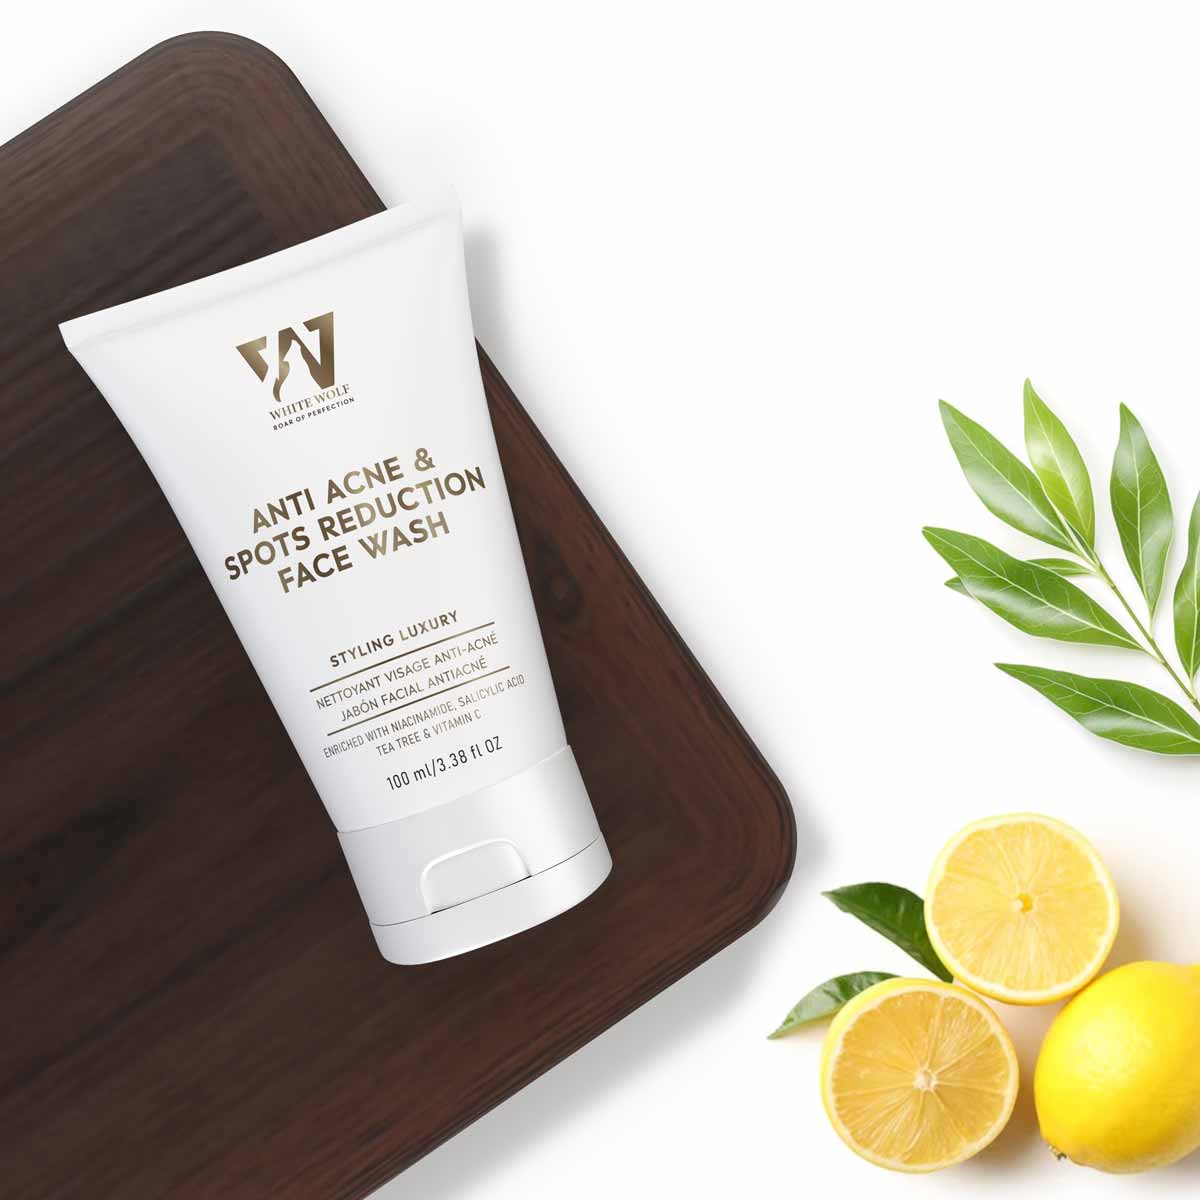 WHITE WOLF
ROAR OF PERFECTION
ANTI ACNE &
SPOTS REDUCTION
FACE WASH
STYLING LUXURY
NETTOYANT VISAGE ANTI-ACNÉ
JABÓN FACIAL ANTIACNÉ
ENRICHED WITH NIACINAMIDE, SALICYLIC ACID
TEA TREE & VITAMIN C
100 ml/3.38 fl OZ